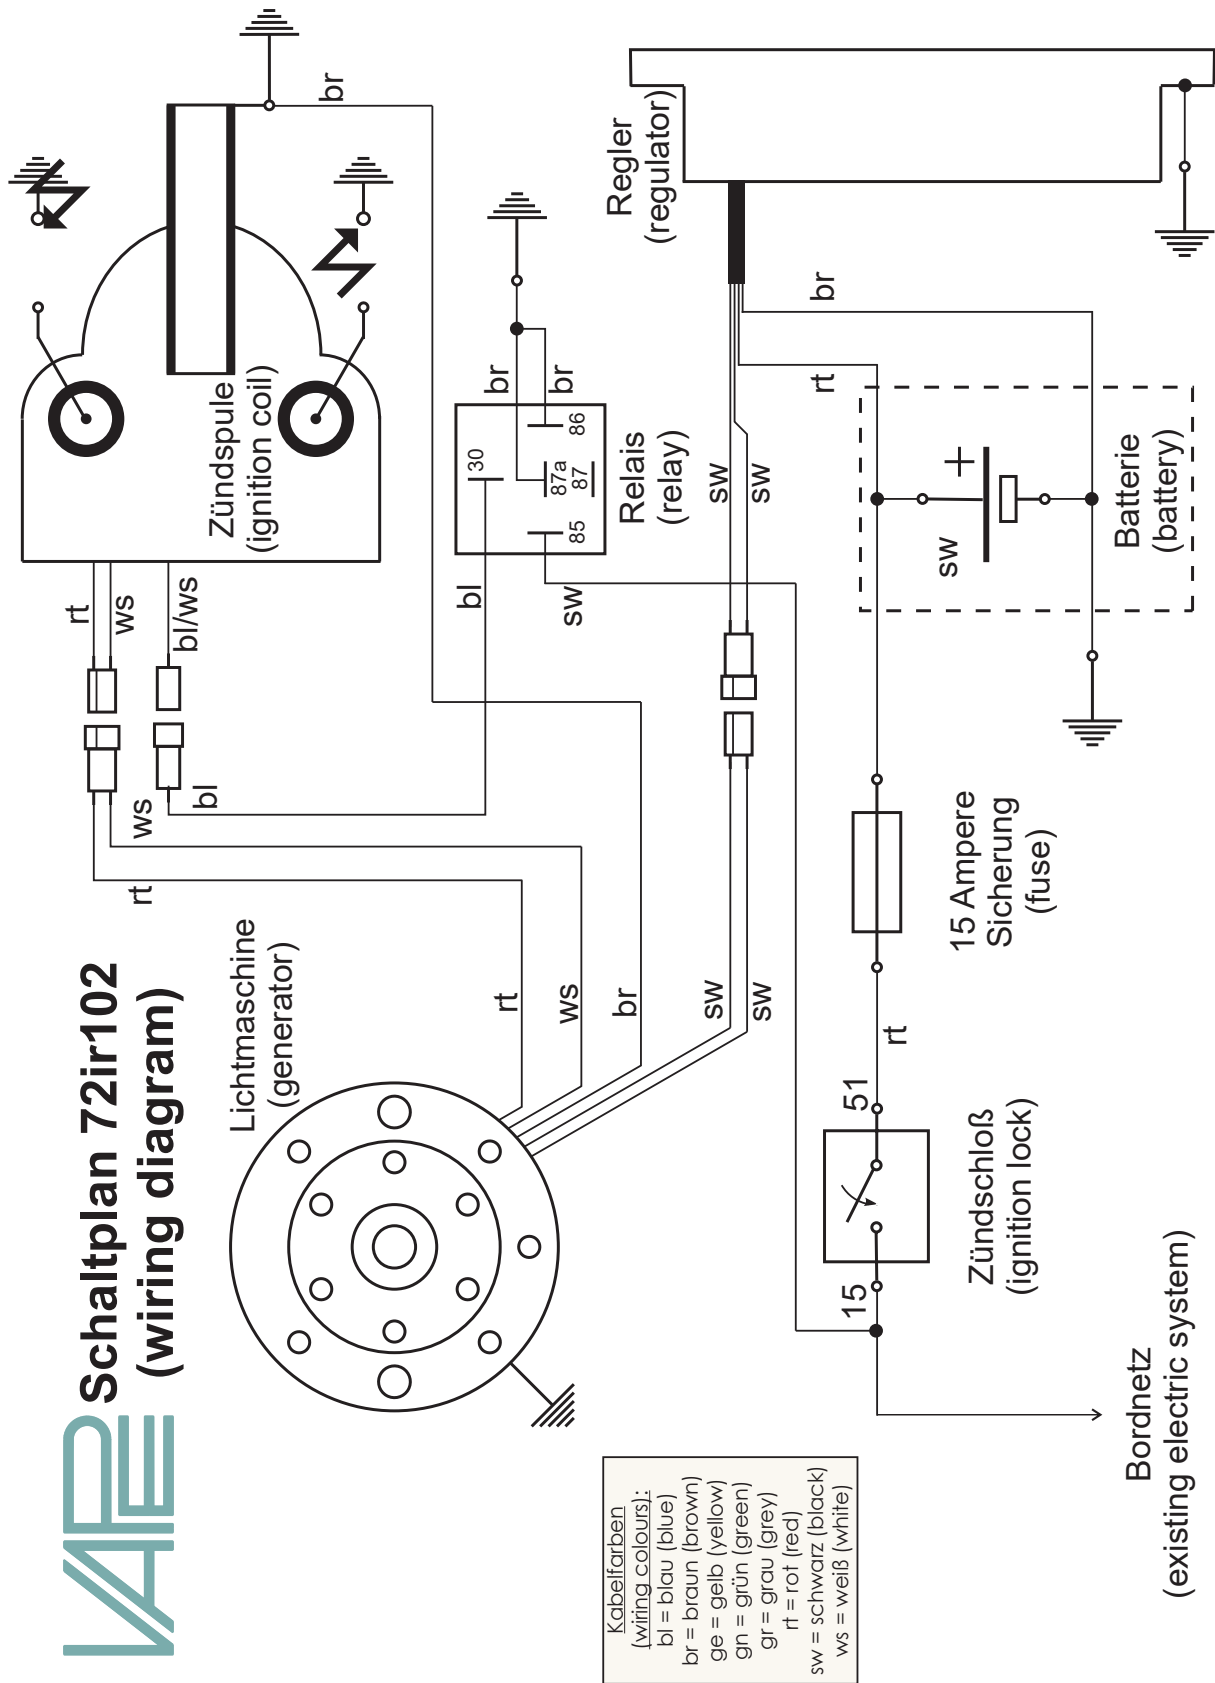 VAPE
Schaltplan 72ir102
(wiring diagram)
Lichtmaschine
(generator)
Zündspule
(ignition coil)
rt
ws
bl/ws
rt
ws
bl
br
rt
ws
br
sw
sw
Relais
(relay)
30
87a
87
86
85
br
br
bl
sw
Regler
(regulator)
sw
sw
rt
br
Batterie
(battery)
sw
15 Ampere
Sicherung
(fuse)
rt
51
15
Zündschloß
(ignition lock)
Bordnetz
(existing electric system)
Kabelfarben
(wiring colours):
bl = blau (blue)
br = braun (brown)
ge = gelb (yellow)
gn = grün (green)
gr = grau (grey)
rt = rot (red)
sw = schwarz (black)
ws = weiß (white)